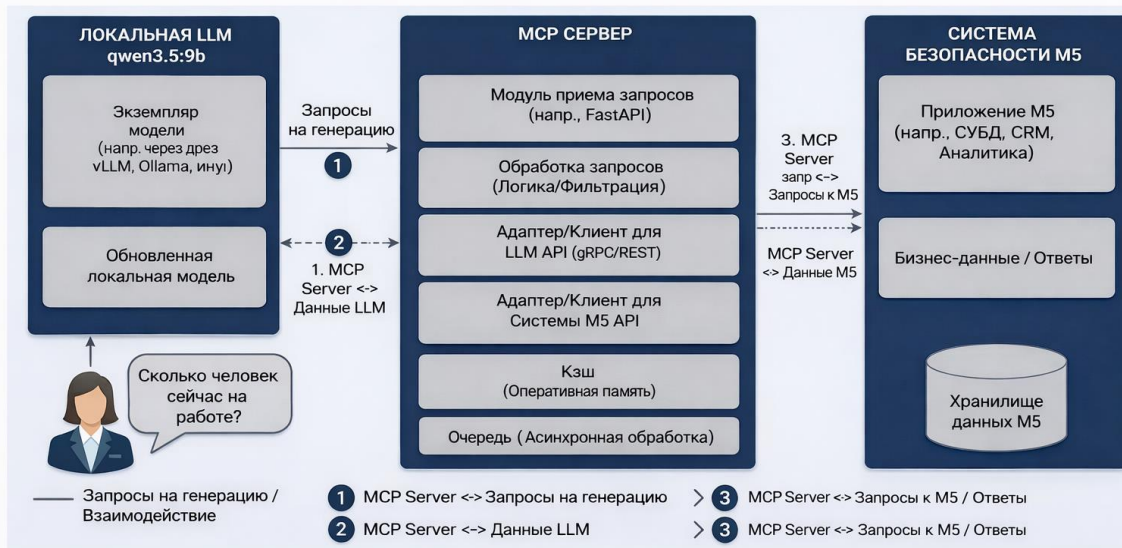 ЛОКАЛЬНАЯ LLM
qwen3.5:9b
Экземпляр
модели
(напр. через дрез
vLLM, Ollama, инуı)
Обновленная
локальная модель
Сколько человек
сейчас на
работе?
Запросы
на генерацию
1
2
1. MCP
Server <->
Данные LLM
MCP СЕРВЕР
Модуль приема запросов
(напр., FastAPI)
Обработка запросов
(Логика/Фильтрация)
Адаптер/Клиент для
LLM API (gRPC/REST)
Адаптер/Клиент для
Системы M5 API
Кзш
(Оперативная память)
Очередь (Асинхронная обработка)
3. MCP
Server
запр <->
Запросы к M5
MCP Server
<-> Данные M5
СИСТЕМА
БЕЗОПАСНОСТИ M5
Приложение M5
(напр., СУБД, CRM,
Аналитика)
Бизнес-данные / Ответы
Хранилище
данных M5
Запросы на генерацию /
Взаимодействие
1 MCP Server <-> Запросы на генерацию > 3 MCP Server <-> Запросы к M5 / Ответы
2 MCP Server <-> Данные LLM > 3 MCP Server <-> Запросы к M5 / Ответы